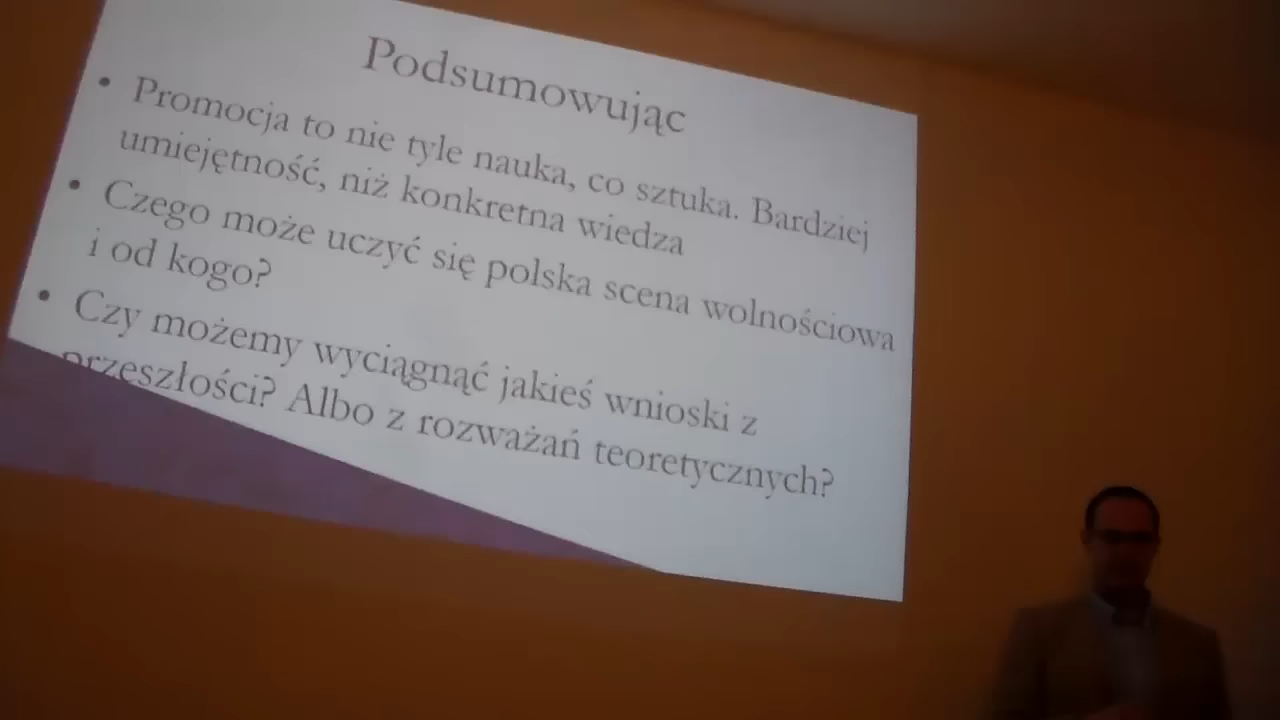 Podsumowując
• Promocja to nie tyle nauka, co sztuka. Bardziej
umiejętność, niż konkretna wiedza
• Czego może uczyć się polska scena wolnościowa
i od kogo?
• Czy możemy wyciągnąć jakieś wnioski z
przeszłości? Albo z rozważań teoretycznych?